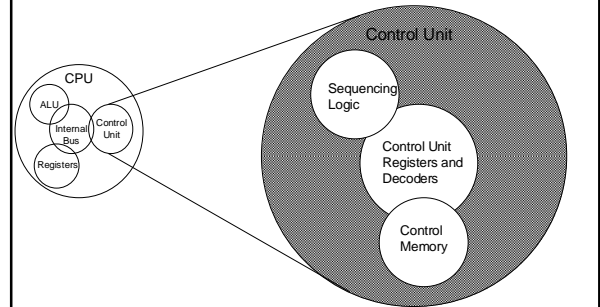 CPU
ALU
Internal
Bus
Control
Unit
Registers
Control Unit
Sequencing
Logic
Control Unit
Registers and
Decoders
Control
Memory